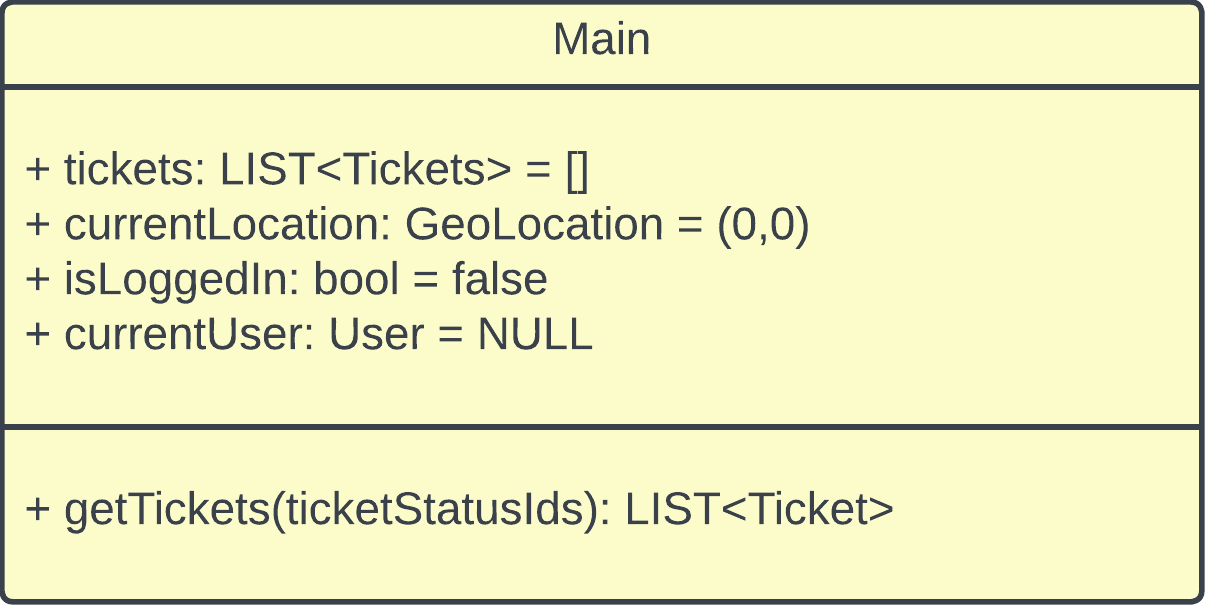 Main
+ tickets: LIST<Tickets> = []
+ currentLocation: GeoLocation = (0,0)
+ isLoggedIn: bool = false
+ currentUser: User = NULL
+ getTickets(ticketStatusIds): LIST<Ticket>